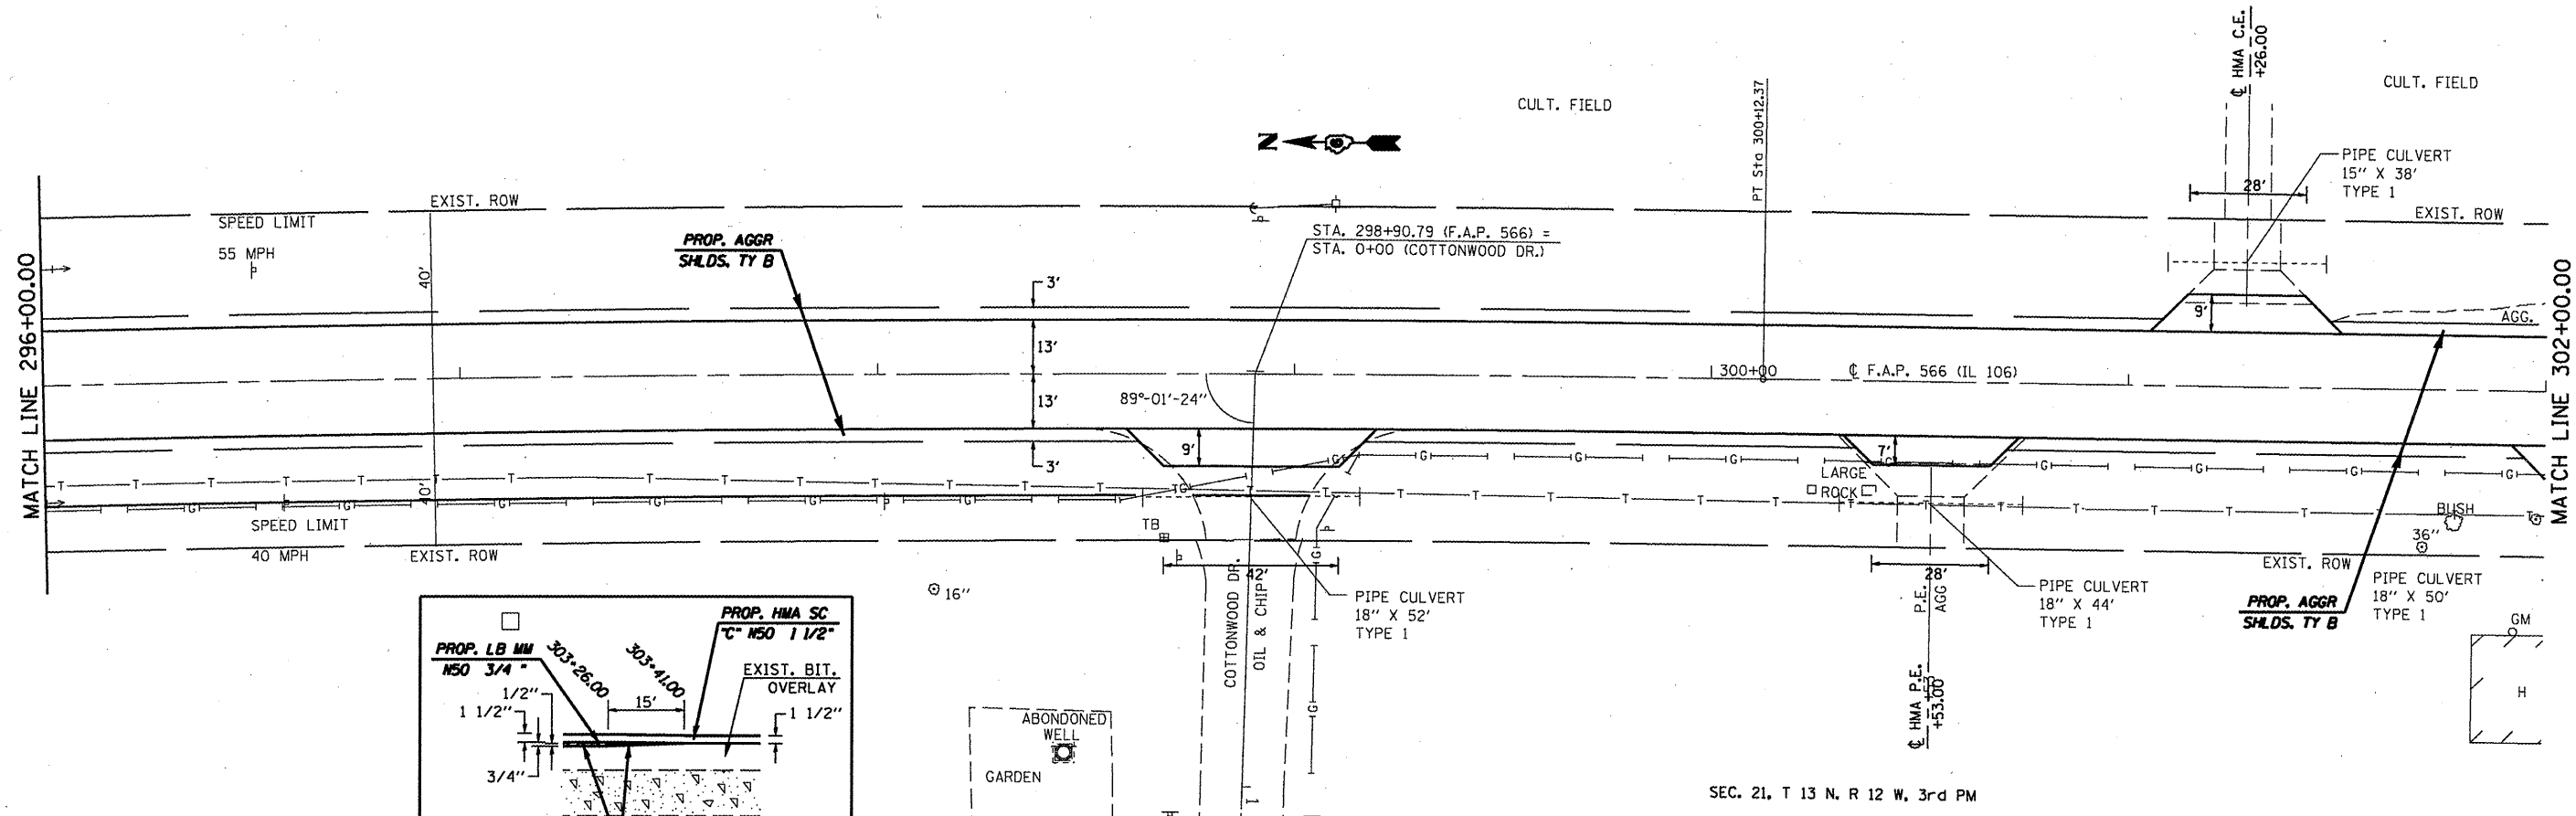 ℄ HMA C.E.
+26.00
CULT. FIELD
CULT. FIELD
N
PT Sta 300+12.37
PIPE CULVERT
15" X 38'
TYPE 1
28'
EXIST. ROW
EXIST. ROW
SPEED LIMIT
55 MPH
40'
PROP. AGGR
SHLDS. TY B
STA. 298+90.79 (F.A.P. 566) =
STA. 0+00 (COTTONWOOD DR.)
3'
9'
AGG.
MATCH LINE 296+00.00
MATCH LINE 302+00.00
13'
13'
89°-01'-24"
300+00
℄ F.A.P. 566 (IL 106)
9'
3'
7'
LARGE
ROCK
T T T T T T T
G G G G G G G
40'
SPEED LIMIT
40 MPH
EXIST. ROW
TB
BUSH
36"
EXIST. ROW
42'
28'
16"
PIPE CULVERT
18" X 52'
TYPE 1
PIPE CULVERT
18" X 44'
TYPE 1
PROP. AGGR
SHLDS. TY B
PIPE CULVERT
18" X 50'
TYPE 1
GM
H
COTTONWOOD DR.
OIL & CHIP
P.E.
AGG
℄ HMA P.E.
+53.00
PROP. LB MM
N50 3/4 "
303+26.00
303+41.00
PROP. HMA SC
"C" N50 1 1/2"
EXIST. BIT.
OVERLAY
15'
1/2"
1 1/2"
1 1/2"
3/4"
ABONDONED
WELL
GARDEN
1
SEC. 21, T 13 N, R 12 W, 3rd PM